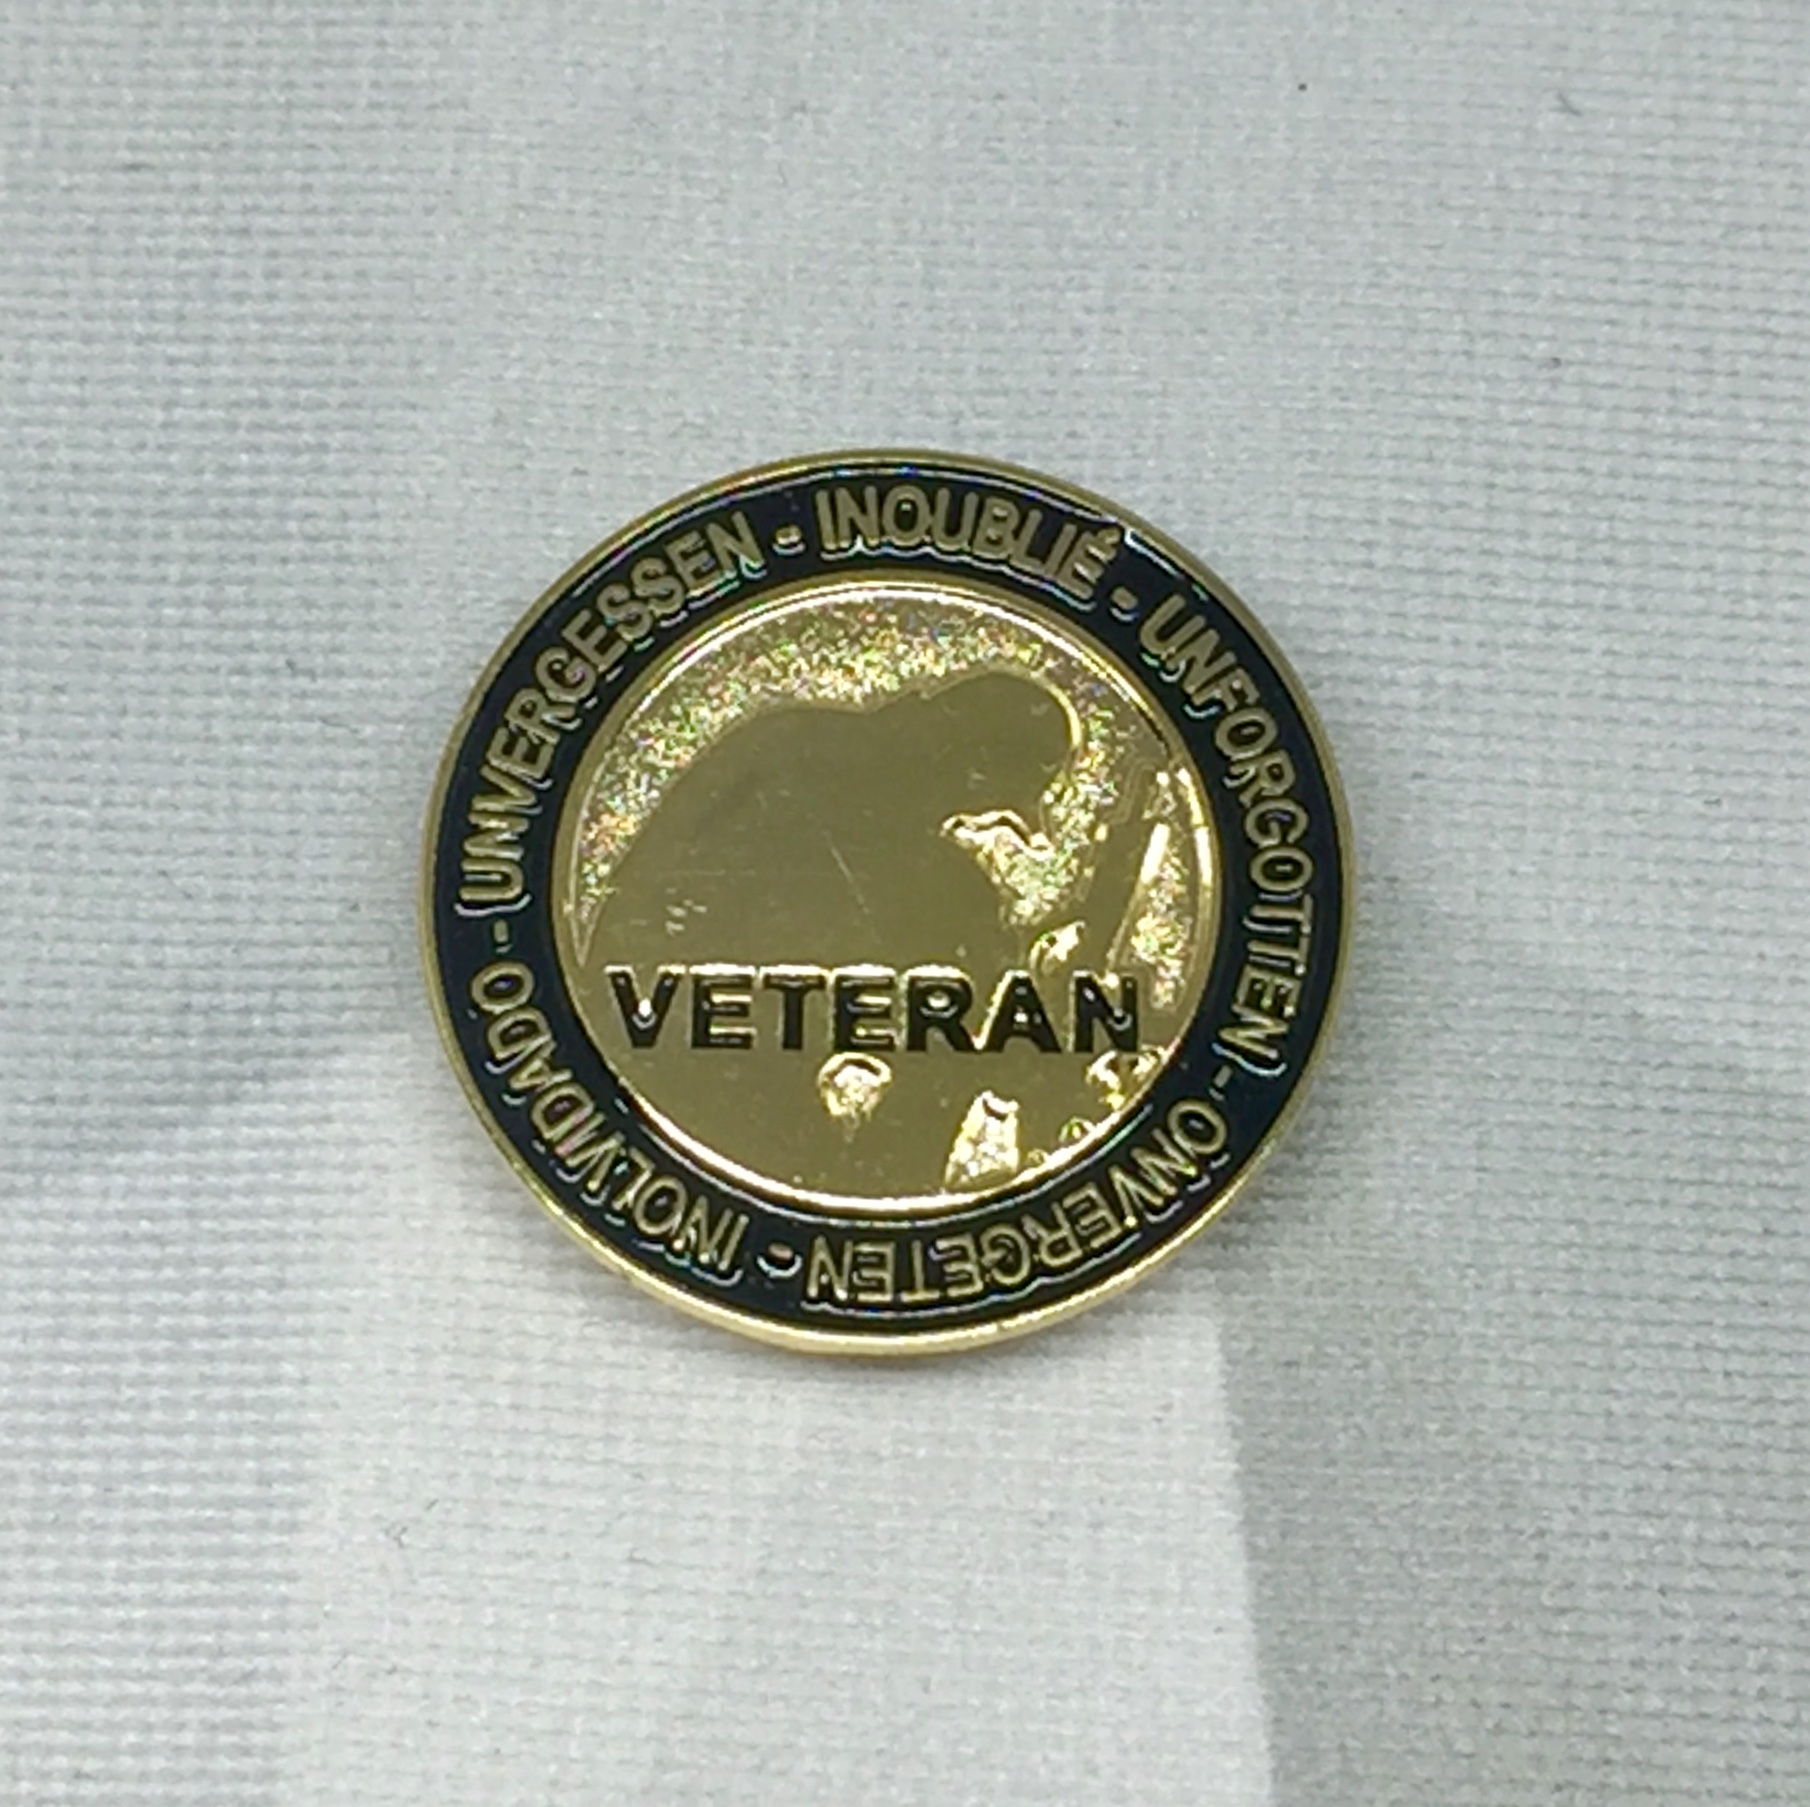 UNVERGESSEN - INOUBLIÉ - UNFORGOTTEN - ONVERGETEN - INOLVIDADO -
VETERAN